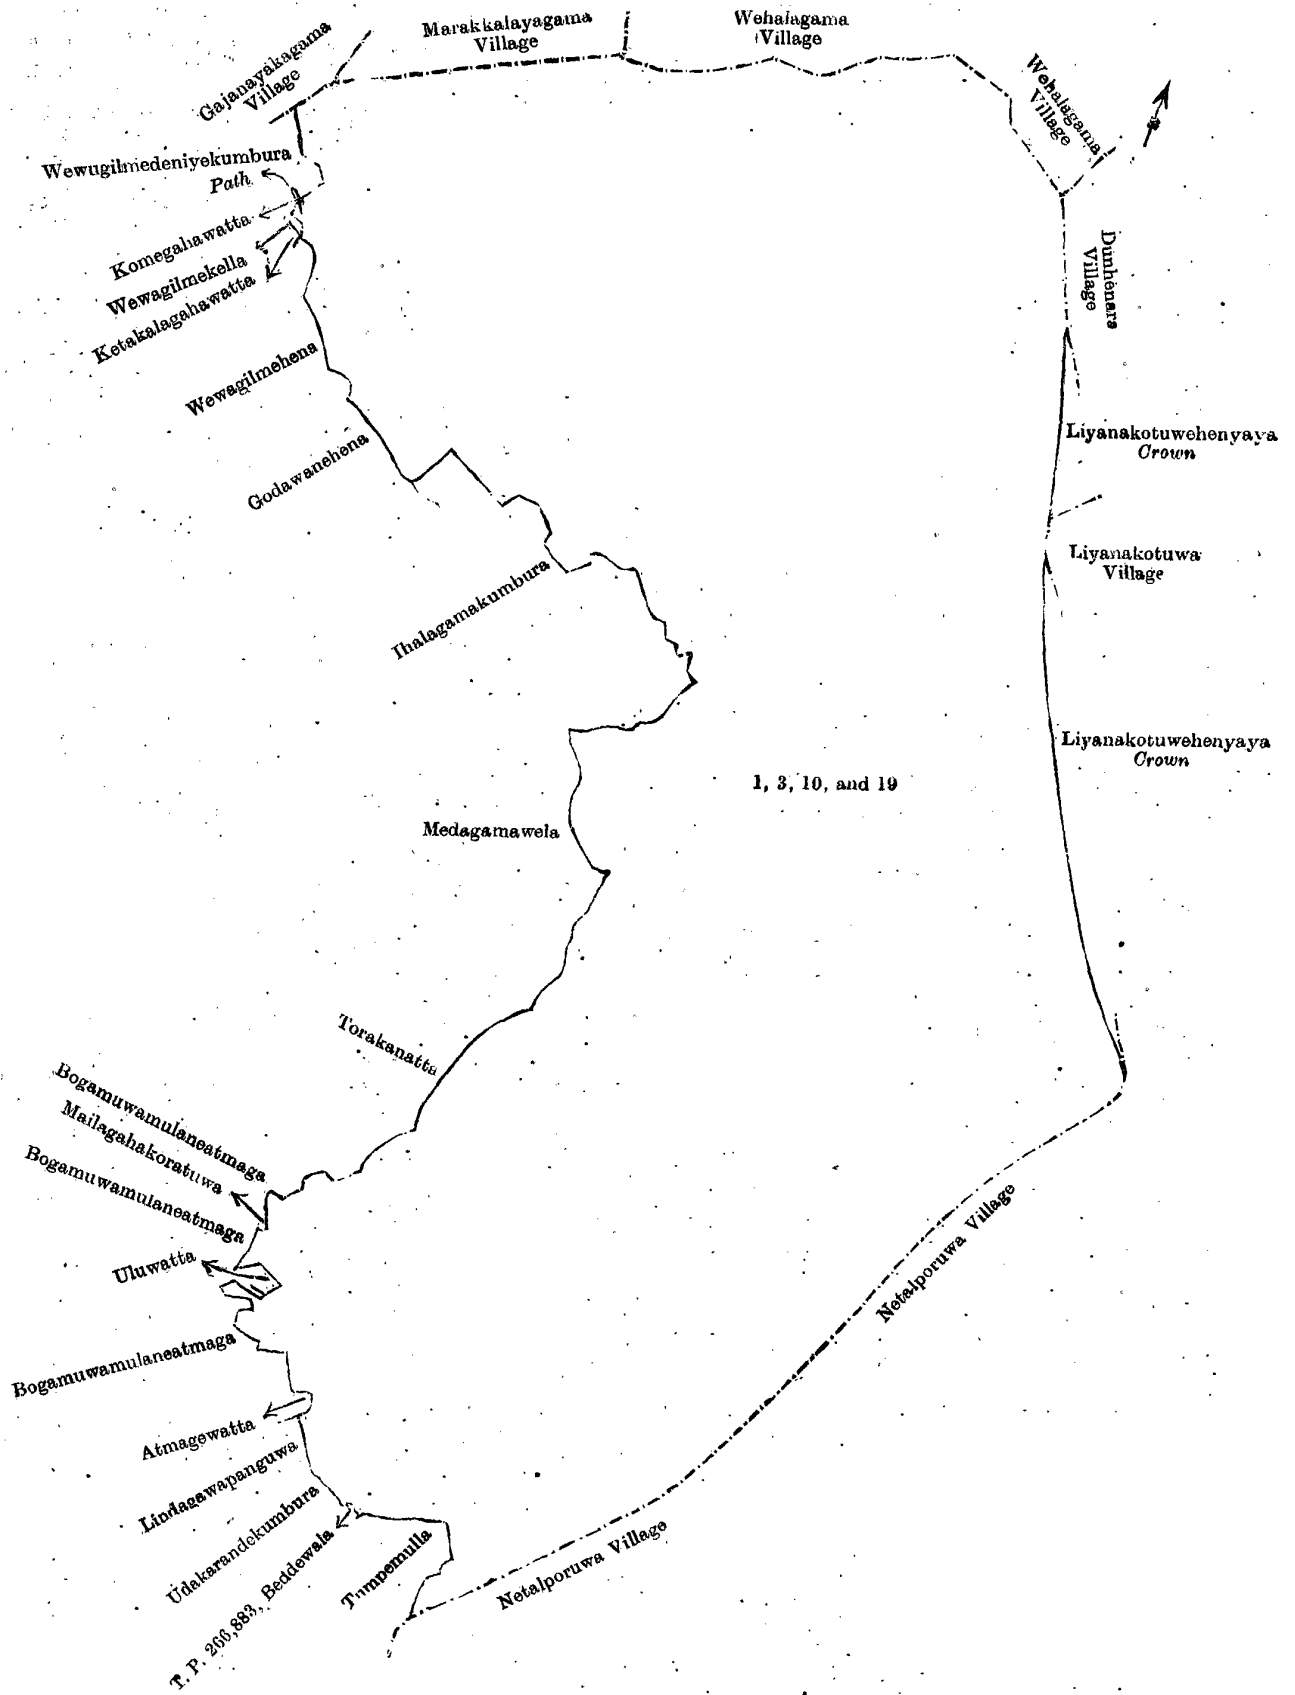 Marakkalayagama
Village
Wehalagama
Village
Gajanayakagama
Village
Wehalagama
Village
Wewugilmedeniyekumbura
Path
Komegahawatta
Wewagilmekella
Ketakalagahawatta
Dunhenara
Village
Wewagilmehena
Godawanehena
Liyanakotuwehenyaya
Crown
Ihalagamakumbura
Liyanakotuwa
Village
Liyanakotuwehenyaya
Crown
1, 3, 10, and 19
Medagamawela
Torakanatta
Bogamuwamulaneatmaga
Mailagahakoratuwa
Bogamuwamulaneatmaga
Uluwatta
Netalporuwa Village
Bogamuwamulaneatmaga
Atmagewatta
Lindagawapanguwa
Udakarandekumbura
T. P. 266,883, Beddewala
Tumpemulla
Netalporuwa Village